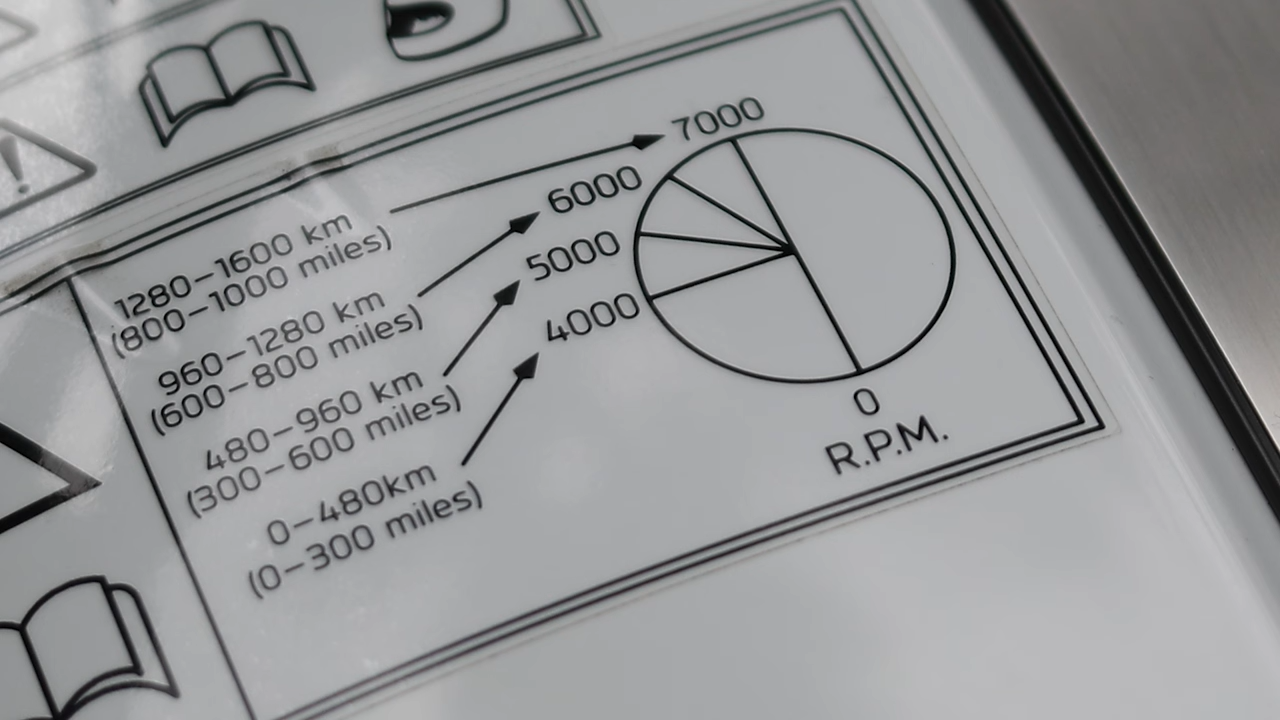 1280–1600 km
(800–1000 miles)
960–1280 km
(600–800 miles)
480–960 km
(300–600 miles)
0–480km
(0–300 miles)
7000
6000
5000
4000
0
R.P.M.
!